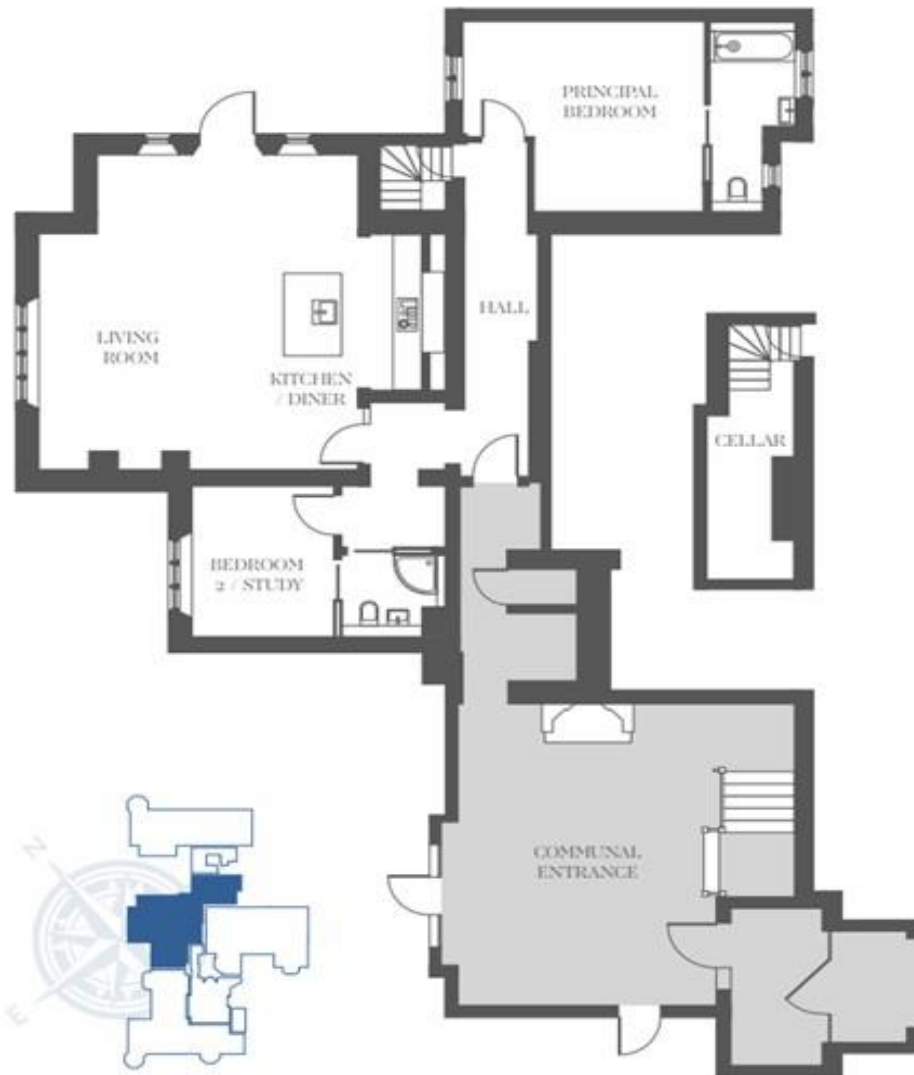 PRINCIPAL
BEDROOM
HALL
LIVING
ROOM
KITCHEN
/ DINER
CELLAR
BEDROOM
2 / STUDY
COMMUNAL
ENTRANCE
N
E